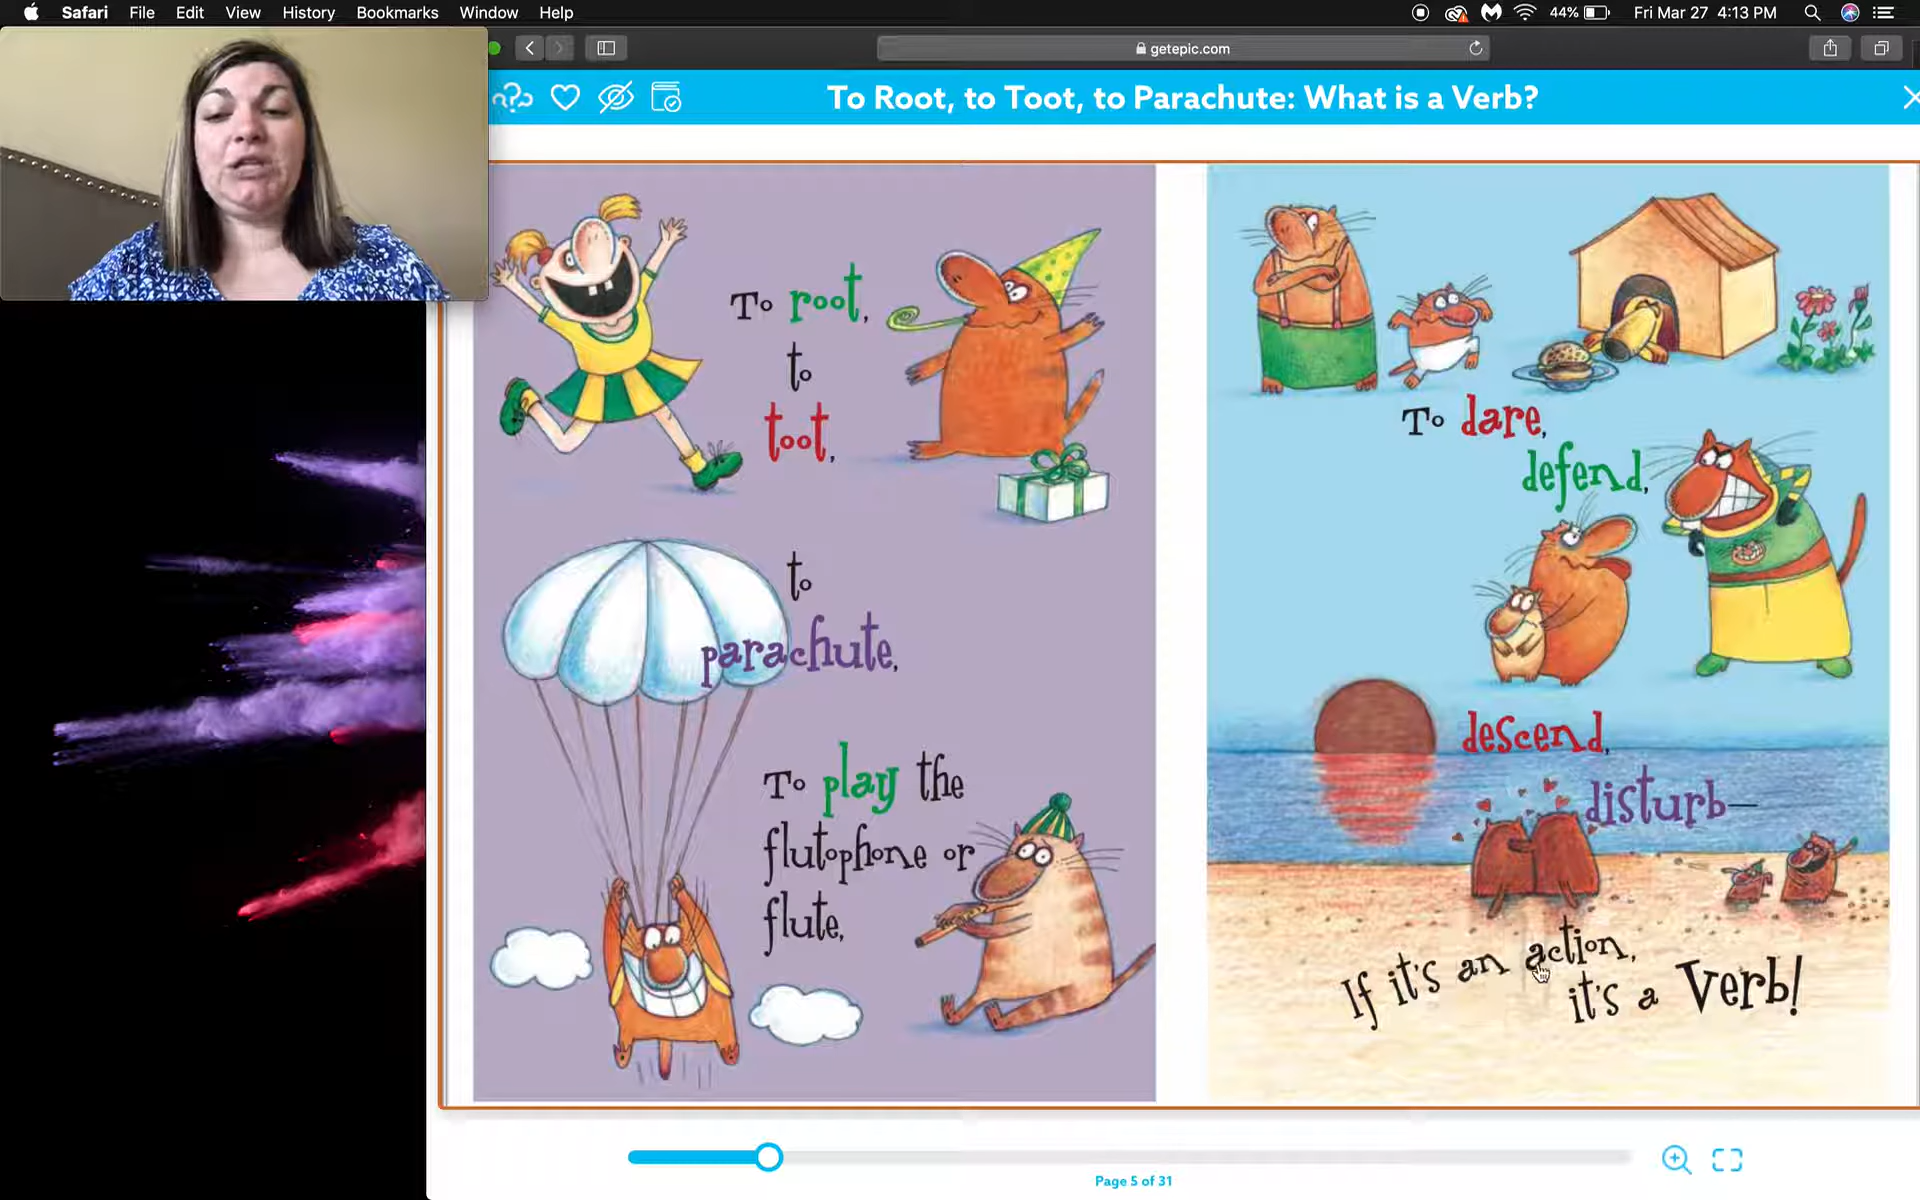 Safari File Edit View History Bookmarks Window Help
44% Fri Mar 27 4:13 PM
getepic.com
To Root, to Toot, to Parachute: What is a Verb?
To root,
to
toot,
to
parachute,
To play the
flutophone or
flute,
To dare,
defend,
descend,
disturb—
If it's an action,
it's a Verb!
Page 5 of 31